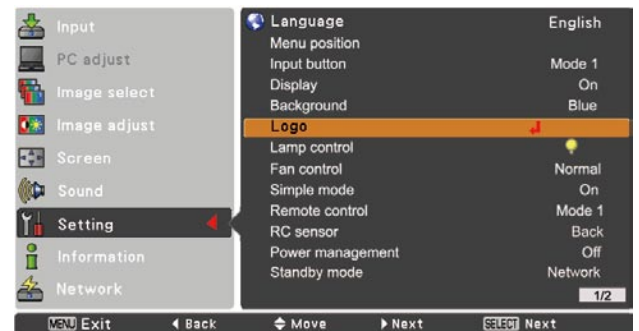 Input
PC adjust
Image select
Image adjust
Screen
Sound
Setting
Information
Network
Language English
Menu position
Input button Mode 1
Display On
Background Blue
Logo
Lamp control
Fan control Normal
Simple mode On
Remote control Mode 1
RC sensor Back
Power management Off
Standby mode Network
1/2
MENU Exit Back Move Next SELECT Next